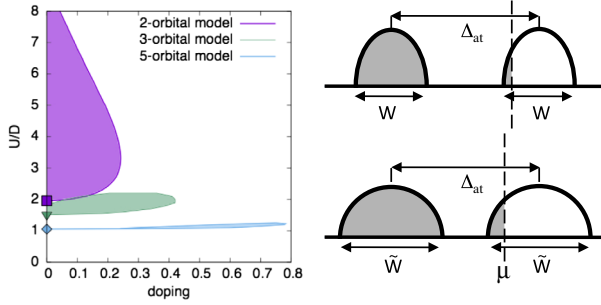 8
7
6
5
4
3
2
1
0
U/D
2-orbital model
3-orbital model
5-orbital model
0 0.1 0.2 0.3 0.4 0.5 0.6 0.7 0.8
doping
Δat
W W
Δat
W̃ μ W̃